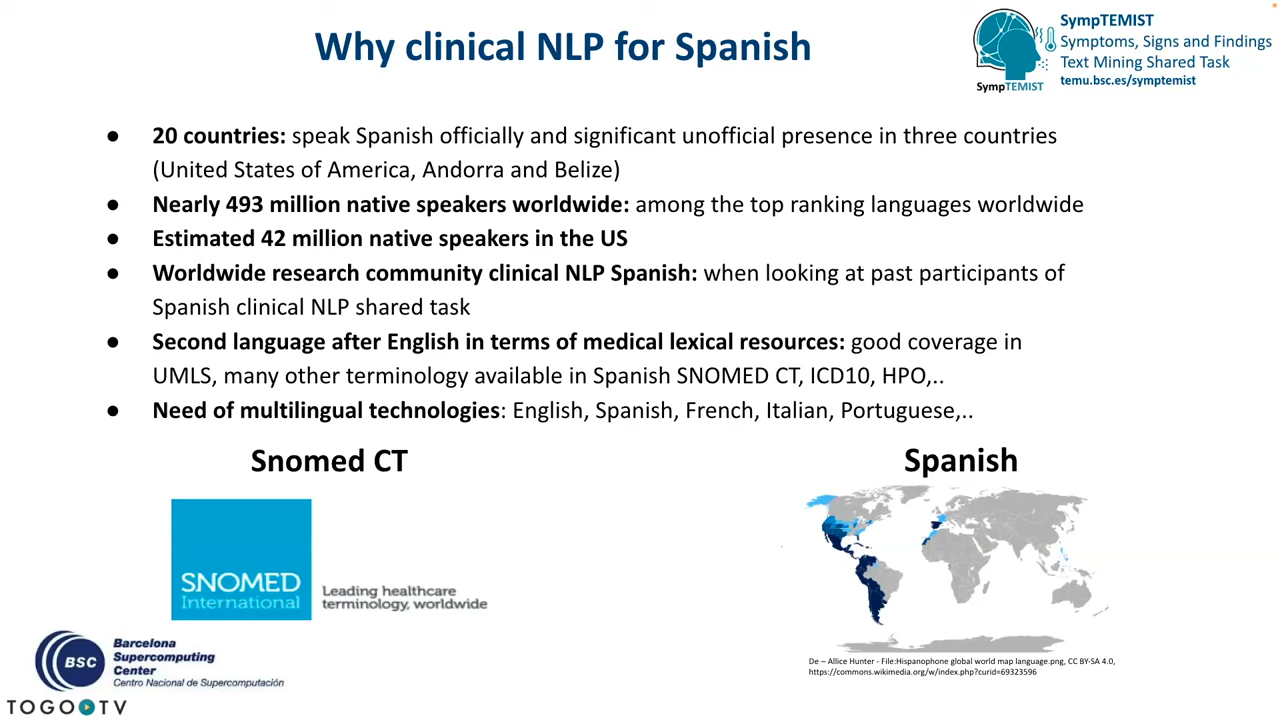 Why clinical NLP for Spanish
SympTEMIST
Symptoms, Signs and Findings
Text Mining Shared Task
temu.bsc.es/symptemist
SympTEMIST
● 20 countries: speak Spanish officially and significant unofficial presence in three countries
(United States of America, Andorra and Belize)
● Nearly 493 million native speakers worldwide: among the top ranking languages worldwide
● Estimated 42 million native speakers in the US
● Worldwide research community clinical NLP Spanish: when looking at past participants of
Spanish clinical NLP shared task
● Second language after English in terms of medical lexical resources: good coverage in
UMLS, many other terminology available in Spanish SNOMED CT, ICD10, HPO,..
● Need of multilingual technologies: English, Spanish, French, Italian, Portuguese,..
Snomed CT
Spanish
SNOMED
International
Leading healthcare
terminology, worldwide
De – Allice Hunter - File:Hispanophone global world map language.png, CC BY-SA 4.0,
https://commons.wikimedia.org/w/index.php?curid=69323596
BSC
Barcelona
Supercomputing
Center
Centro Nacional de Supercomputación
TOGO TV